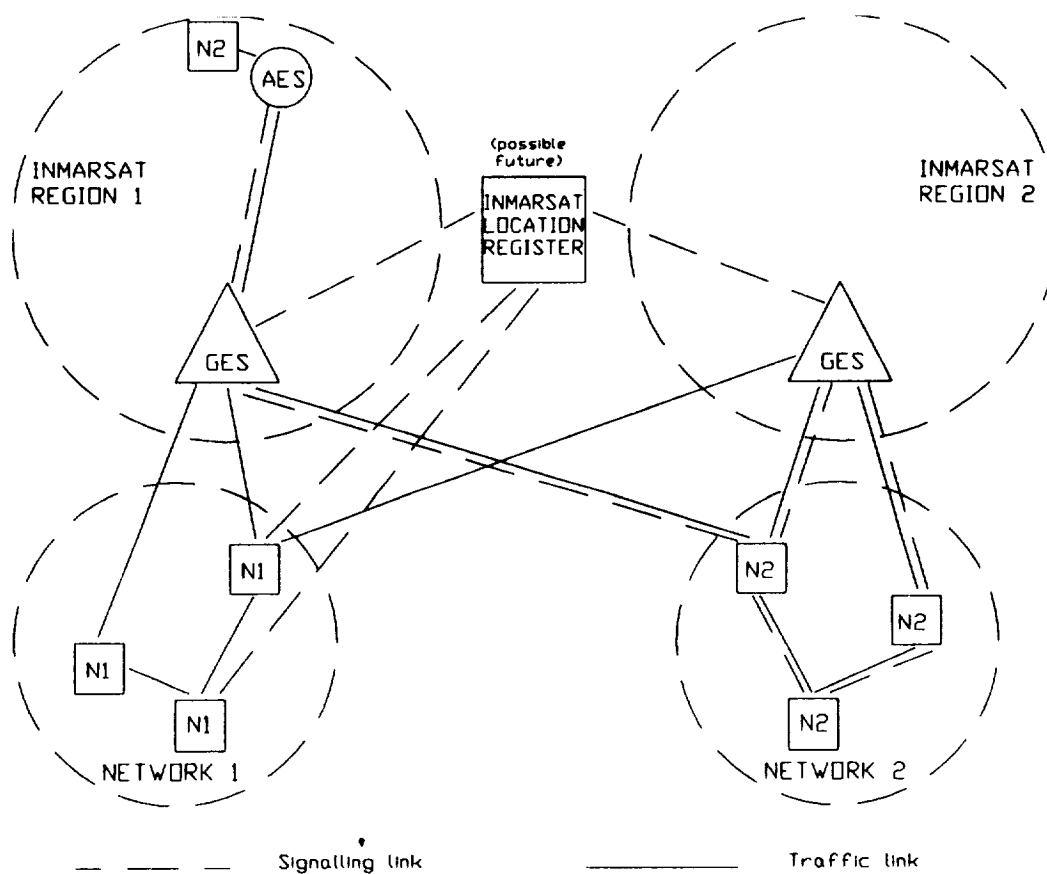 N2
AES
INMARSAT
REGION 1
(possible
future)
INMARSAT
LOCATION
REGISTER
INMARSAT
REGION 2
GES
GES
N1
N2
N1
N2
N1
N2
NETWORK 1
NETWORK 2
Signalling link
Traffic link